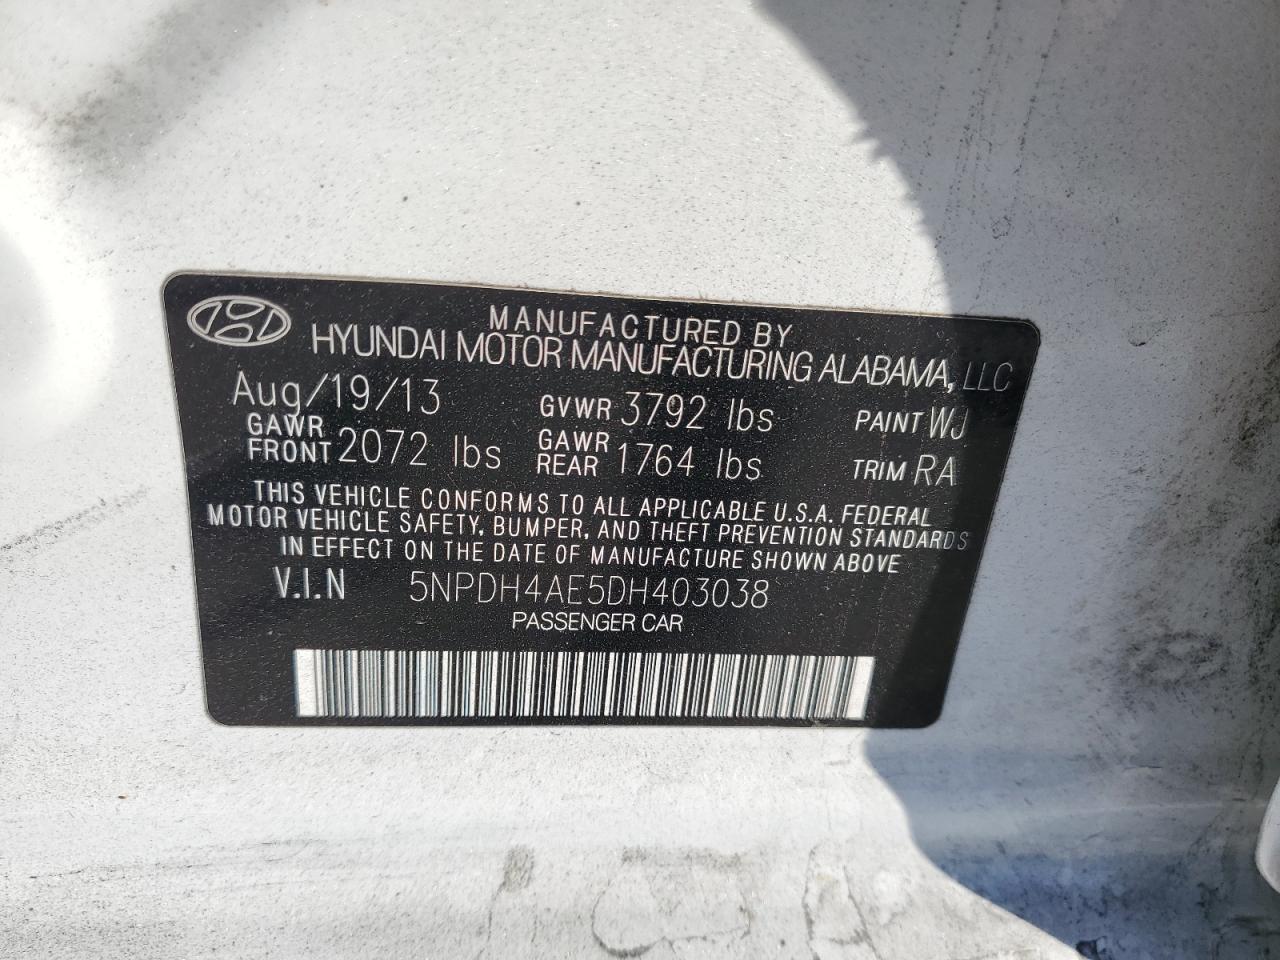 MANUFACTURED BY
HYUNDAI MOTOR MANUFACTURING ALABAMA, LLC
Aug/19/13 GVWR 3792 lbs PAINT WJ
GAWR FRONT 2072 lbs GAWR REAR 1764 lbs TRIM RA
THIS VEHICLE CONFORMS TO ALL APPLICABLE U.S.A. FEDERAL
MOTOR VEHICLE SAFETY, BUMPER, AND THEFT PREVENTION STANDARDS
IN EFFECT ON THE DATE OF MANUFACTURE SHOWN ABOVE
V.I.N 5NPDH4AE5DH403038
PASSENGER CAR